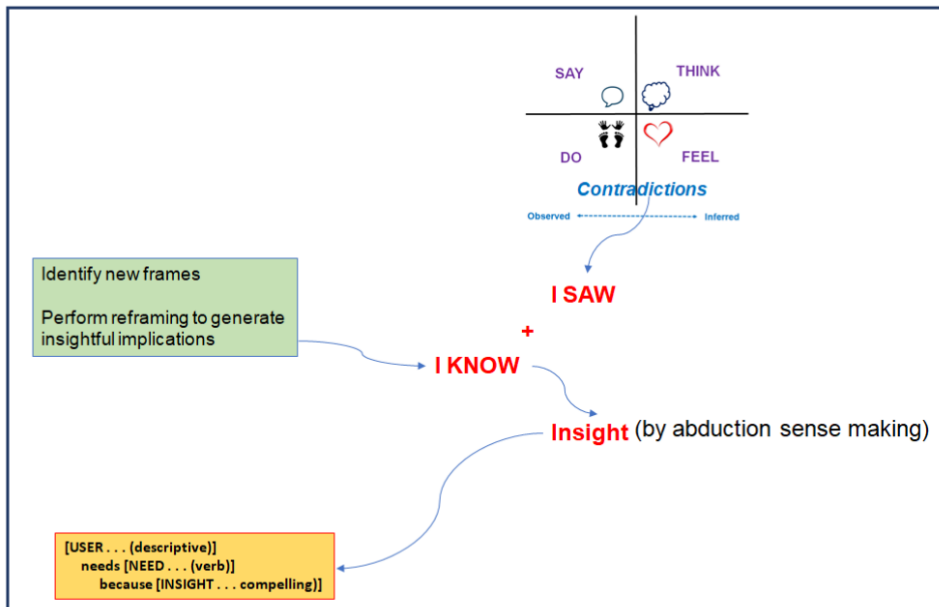 SAY
THINK
DO
FEEL
Contradictions
Observed
Inferred
Identify new frames
Perform reframing to generate
insightful implications
I SAW
+
I KNOW
Insight (by abduction sense making)
[USER . . . (descriptive)]
needs [NEED . . . (verb)]
because [INSIGHT . . . compelling)]